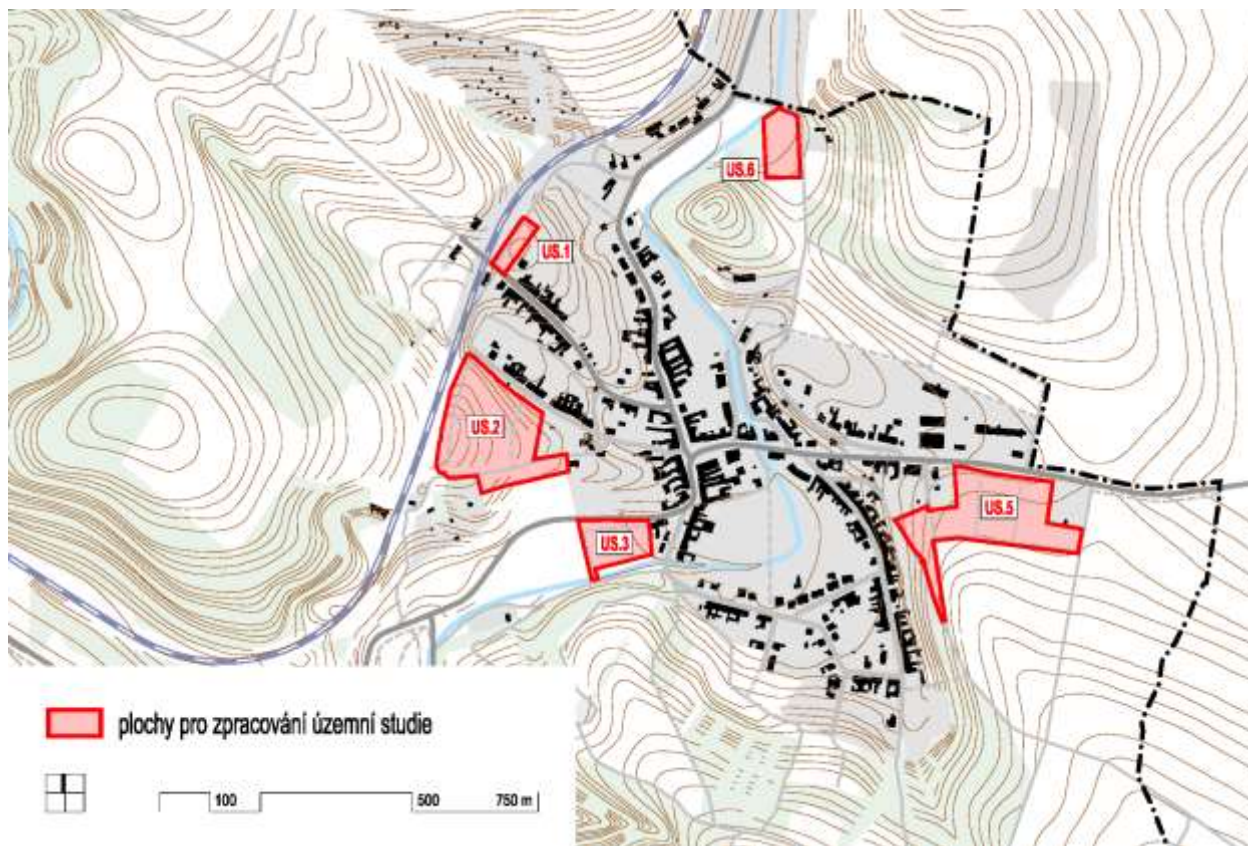 US.6
US.1
US.2
US.5
US.3
plochy pro zpracování územní studie
100 500 750 m